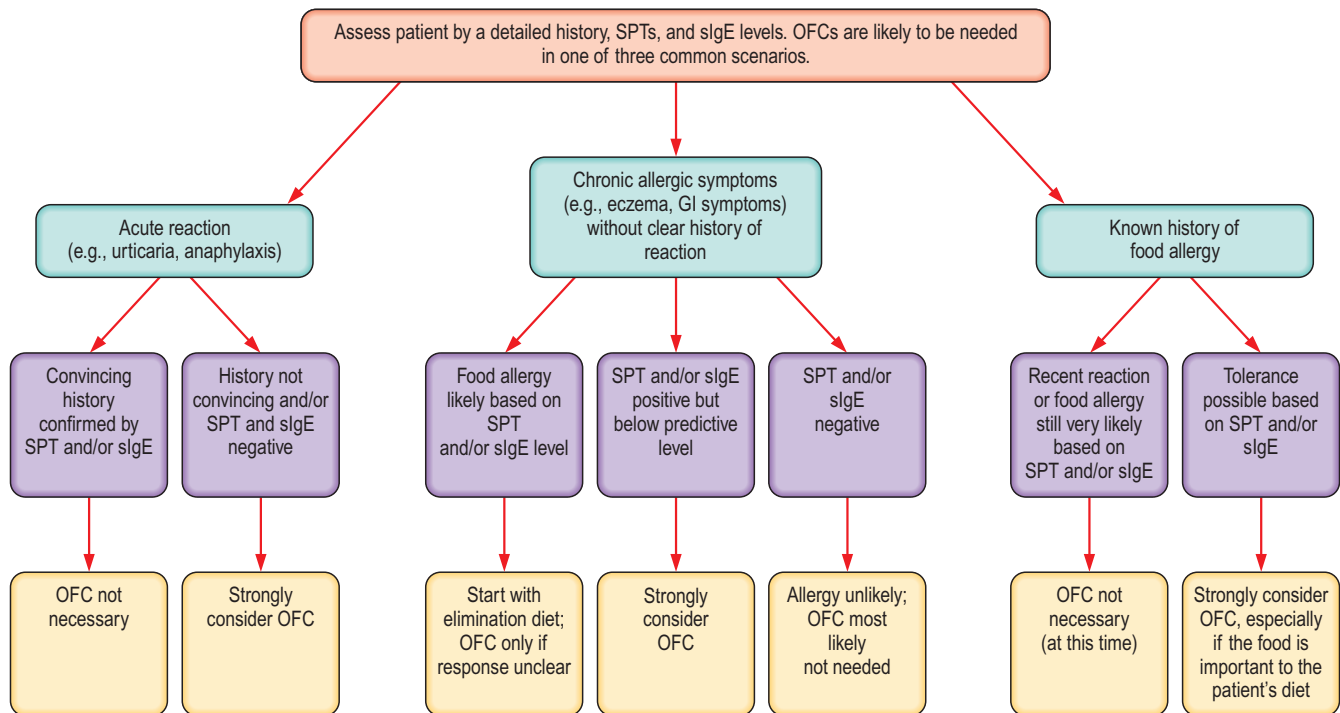 Assess patient by a detailed history, SPTs, and sIgE levels. OFCs are likely to be needed
in one of three common scenarios.
Acute reaction
(e.g., urticaria, anaphylaxis)
Chronic allergic symptoms
(e.g., eczema, GI symptoms)
without clear history of
reaction
Known history of
food allergy
Convincing
history
confirmed by
SPT and/or sIgE
History not
convincing and/or
SPT and sIgE
negative
Food allergy
likely based on
SPT
and/or sIgE level
SPT and/or sIgE
positive but
below predictive
level
SPT and/or
sIgE
negative
Recent reaction
or food allergy
still very likely
based on
SPT and/or sIgE
Tolerance
possible based
on SPT and/or
sIgE
OFC not
necessary
Strongly
consider OFC
Start with
elimination diet;
OFC only if
response unclear
Strongly
consider
OFC
Allergy unlikely;
OFC most
likely
not needed
OFC not
necessary
(at this time)
Strongly consider
OFC, especially
if the food is
important to the
patient's diet